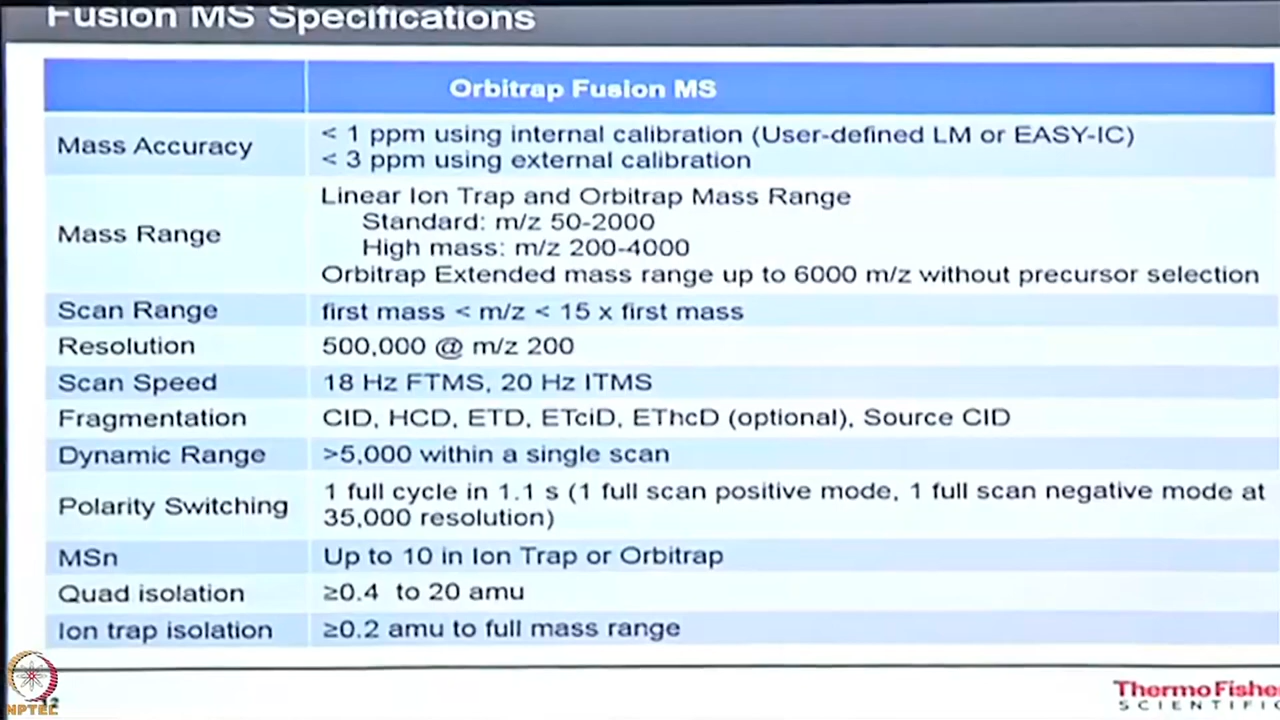 Fusion MS Specifications
Orbitrap Fusion MS
Mass Accuracy
< 1 ppm using internal calibration (User-defined LM or EASY-IC)
< 3 ppm using external calibration
Mass Range
Linear Ion Trap and Orbitrap Mass Range
Standard: m/z 50-2000
High mass: m/z 200-4000
Orbitrap Extended mass range up to 6000 m/z without precursor selection
Scan Range
first mass < m/z < 15 x first mass
Resolution
500,000 @ m/z 200
Scan Speed
18 Hz FTMS, 20 Hz ITMS
Fragmentation
CID, HCD, ETD, ETciD, EThcD (optional), Source CID
Dynamic Range
>5,000 within a single scan
Polarity Switching
1 full cycle in 1.1 s (1 full scan positive mode, 1 full scan negative mode at
35,000 resolution)
MSn
Up to 10 in Ion Trap or Orbitrap
Quad isolation
≥0.4 to 20 amu
Ion trap isolation
≥0.2 amu to full mass range
12
NPTEL
Thermo Fishe
SCIENTIFI